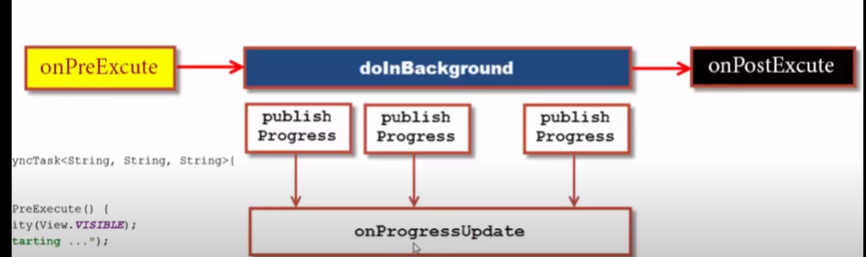 onPreExcute
doInBackground
onPostExcute
publish
Progress
publish
Progress
publish
Progress
yncTask<String, String, String>{
PreExecute() {
ity(View.VISIBLE);
tarting ...");
onProgressUpdate